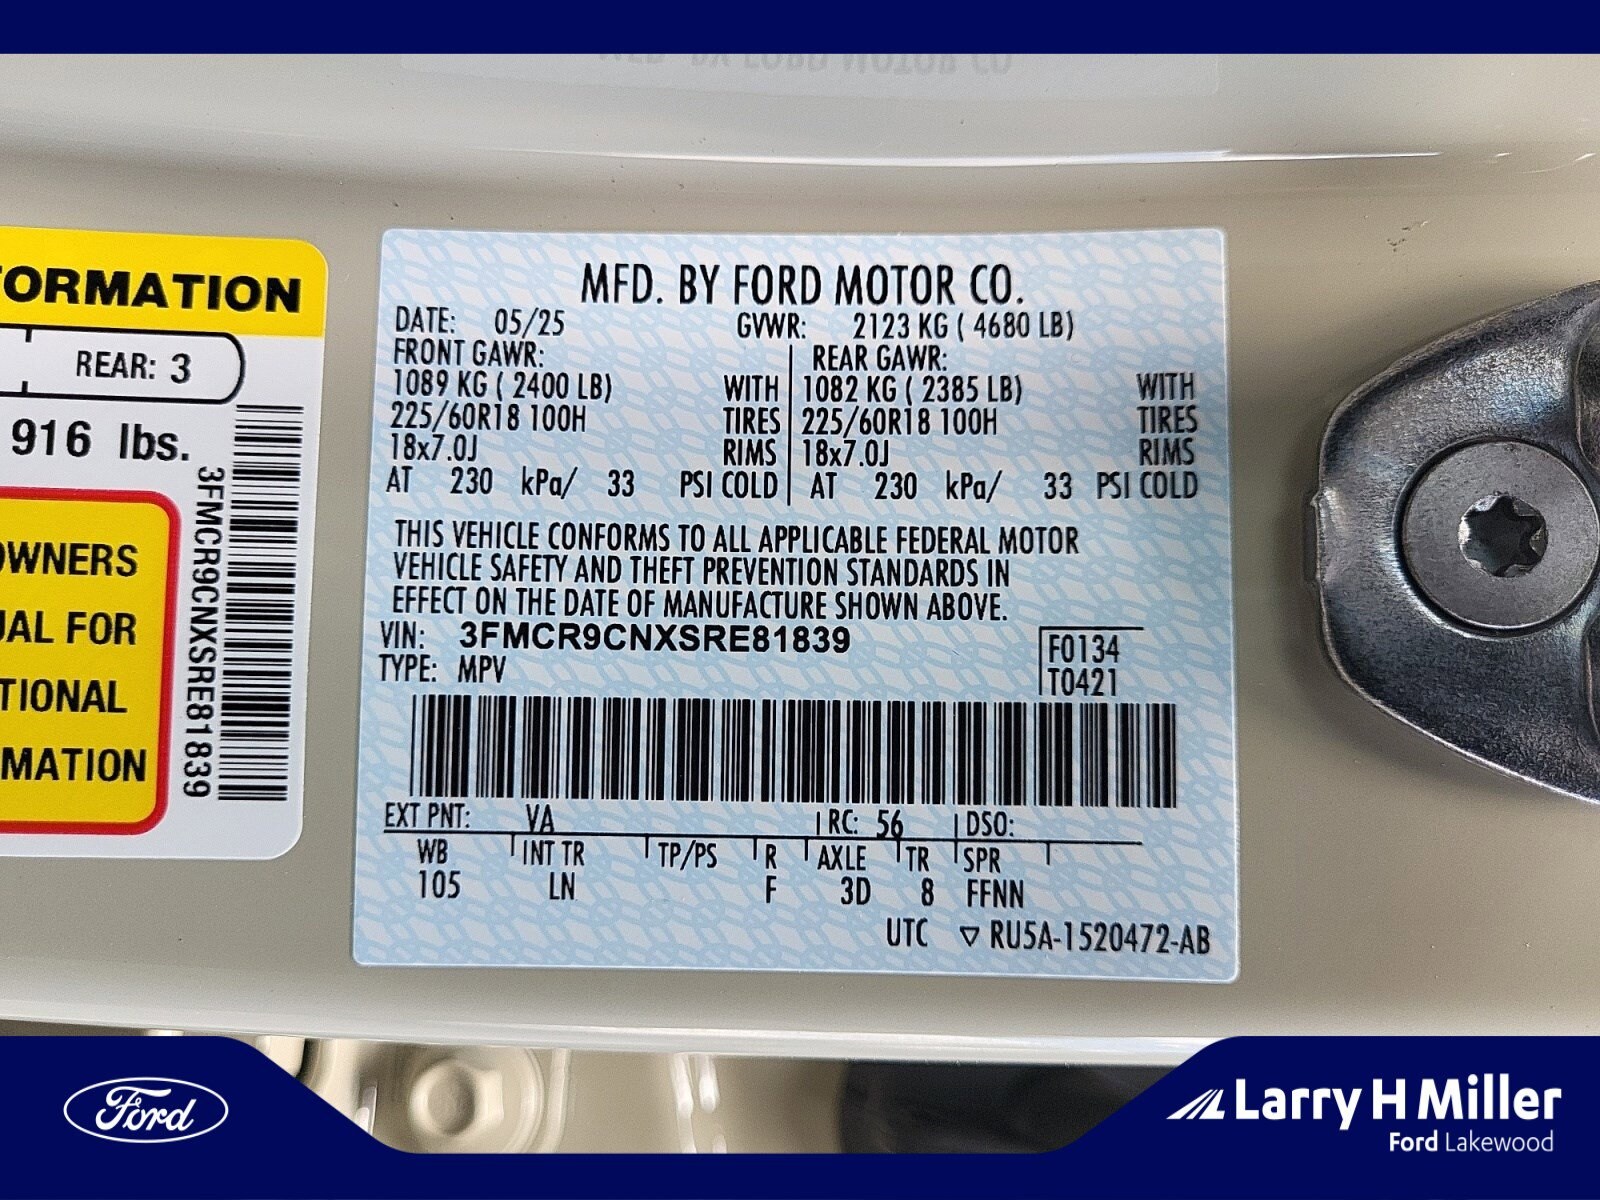 FORMATION
REAR: 3
916 lbs.
OWNERS
UAL FOR
TIONAL
MATION
3FMCR9CNXSRE81839
MFD. BY FORD MOTOR CO.
DATE: 05/25 GVWR: 2123 KG ( 4680 LB)
FRONT GAWR: REAR GAWR:
1089 KG ( 2400 LB) WITH 1082 KG ( 2385 LB) WITH
225/60R18 100H TIRES 225/60R18 100H TIRES
18x7.0J RIMS 18x7.0J RIMS
AT 230 kPa/ 33 PSI COLD AT 230 kPa/ 33 PSI COLD
THIS VEHICLE CONFORMS TO ALL APPLICABLE FEDERAL MOTOR
VEHICLE SAFETY AND THEFT PREVENTION STANDARDS IN
EFFECT ON THE DATE OF MANUFACTURE SHOWN ABOVE.
VIN: 3FMCR9CNXSRE81839
TYPE: MPV
F0134
T0421
EXT PNT: VA RC: 56 DSO:
WB INT TR TP/PS R AXLE TR SPR
105 LN F 3D 8 FFNN
UTC ▽ RU5A-1520472-AB
Ford
Larry H Miller
Ford Lakewood